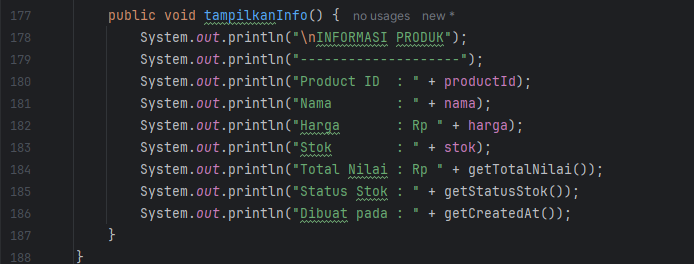 177 public void tampilkanInfo() { no usages new *
178 System.out.println("\nINFORMASI PRODUK");
179 System.out.println("--------------------");
180 System.out.println("Product ID  : " + productId);
181 System.out.println("Nama        : " + nama);
182 System.out.println("Harga       : Rp " + harga);
183 System.out.println("Stok        : " + stok);
184 System.out.println("Total Nilai : Rp " + getTotalNilai());
185 System.out.println("Status Stok : " + getStatusStok());
186 System.out.println("Dibuat pada : " + getCreatedAt());
187 }
188 }